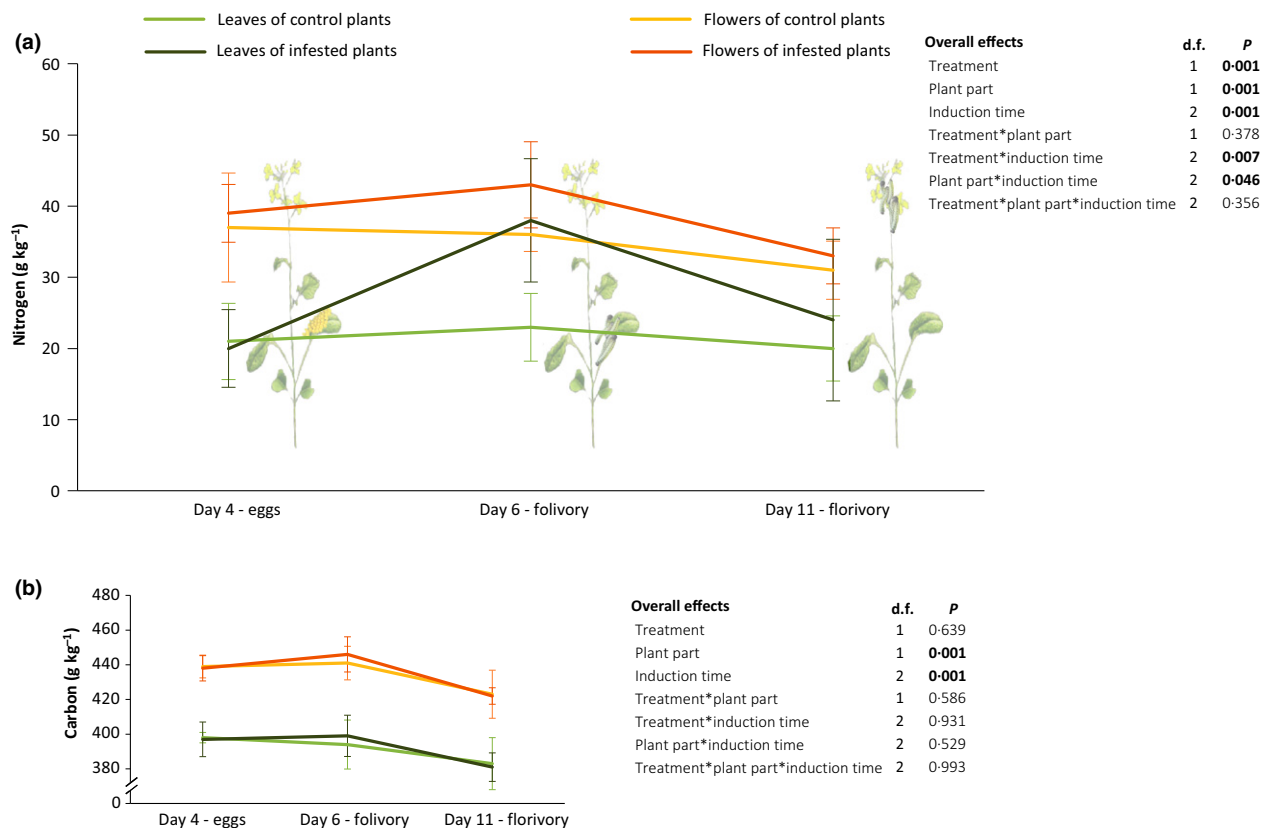 Leaves of control plants
Flowers of control plants
Leaves of infested plants
Flowers of infested plants
(a)
Nitrogen (g kg⁻¹)
60
50
40
30
20
10
0
Day 4 - eggs Day 6 - folivory Day 11 - florivory
Overall effects d.f. P
Treatment 1 0·001
Plant part 1 0·001
Induction time 2 0·001
Treatment*plant part 1 0·378
Treatment*induction time 2 0·007
Plant part*induction time 2 0·046
Treatment*plant part*induction time 2 0·356
(b)
Carbon (g kg⁻¹)
480
460
440
420
400
380
0
Day 4 - eggs Day 6 - folivory Day 11 - florivory
Overall effects d.f. P
Treatment 1 0·639
Plant part 1 0·001
Induction time 2 0·001
Treatment*plant part 1 0·586
Treatment*induction time 2 0·931
Plant part*induction time 2 0·529
Treatment*plant part*induction time 2 0·993